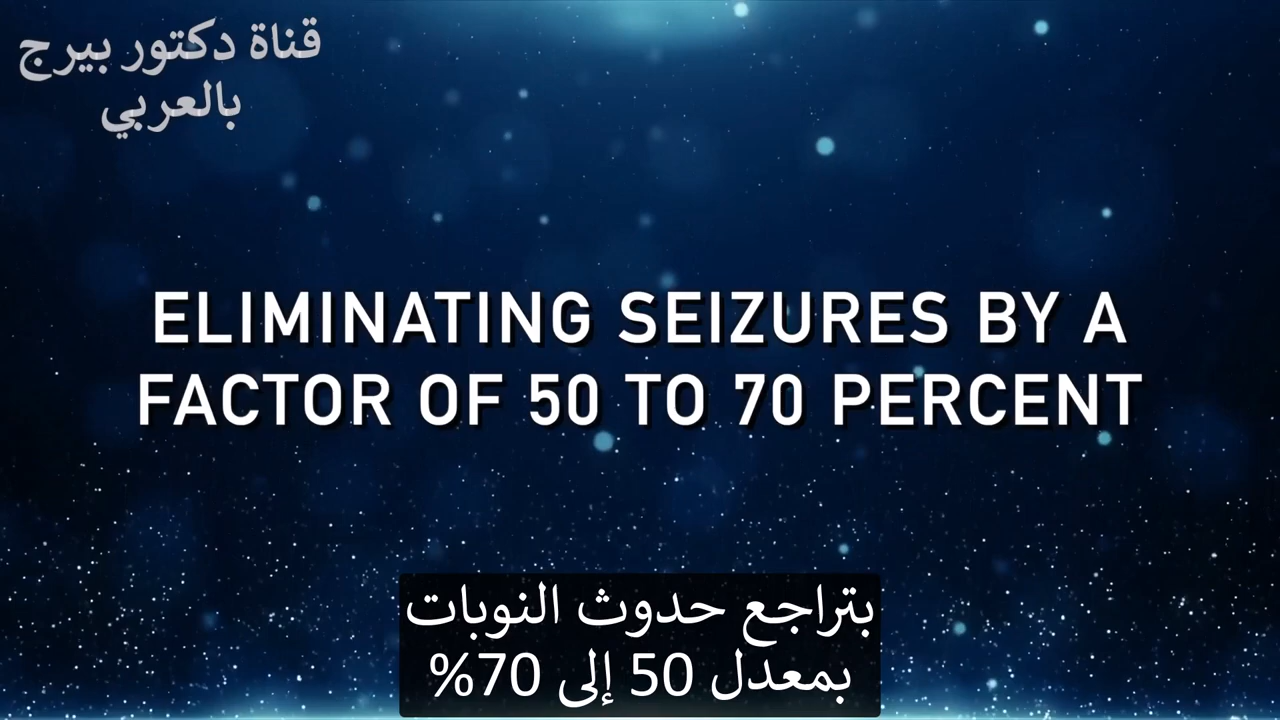 قناة دكتور بيرج
بالعربي
ELIMINATING SEIZURES BY A
FACTOR OF 50 TO 70 PERCENT
بتراجع حدوث النوبات
بمعدل 50 إلى 70%